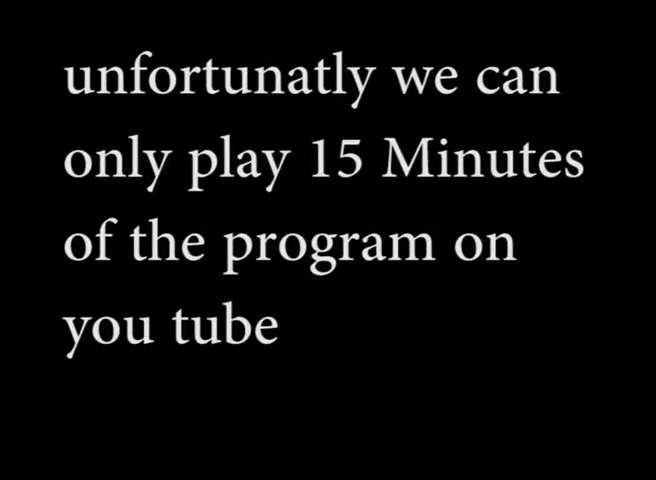 unfortunatly we can
only play 15 Minutes
of the program on
you tube